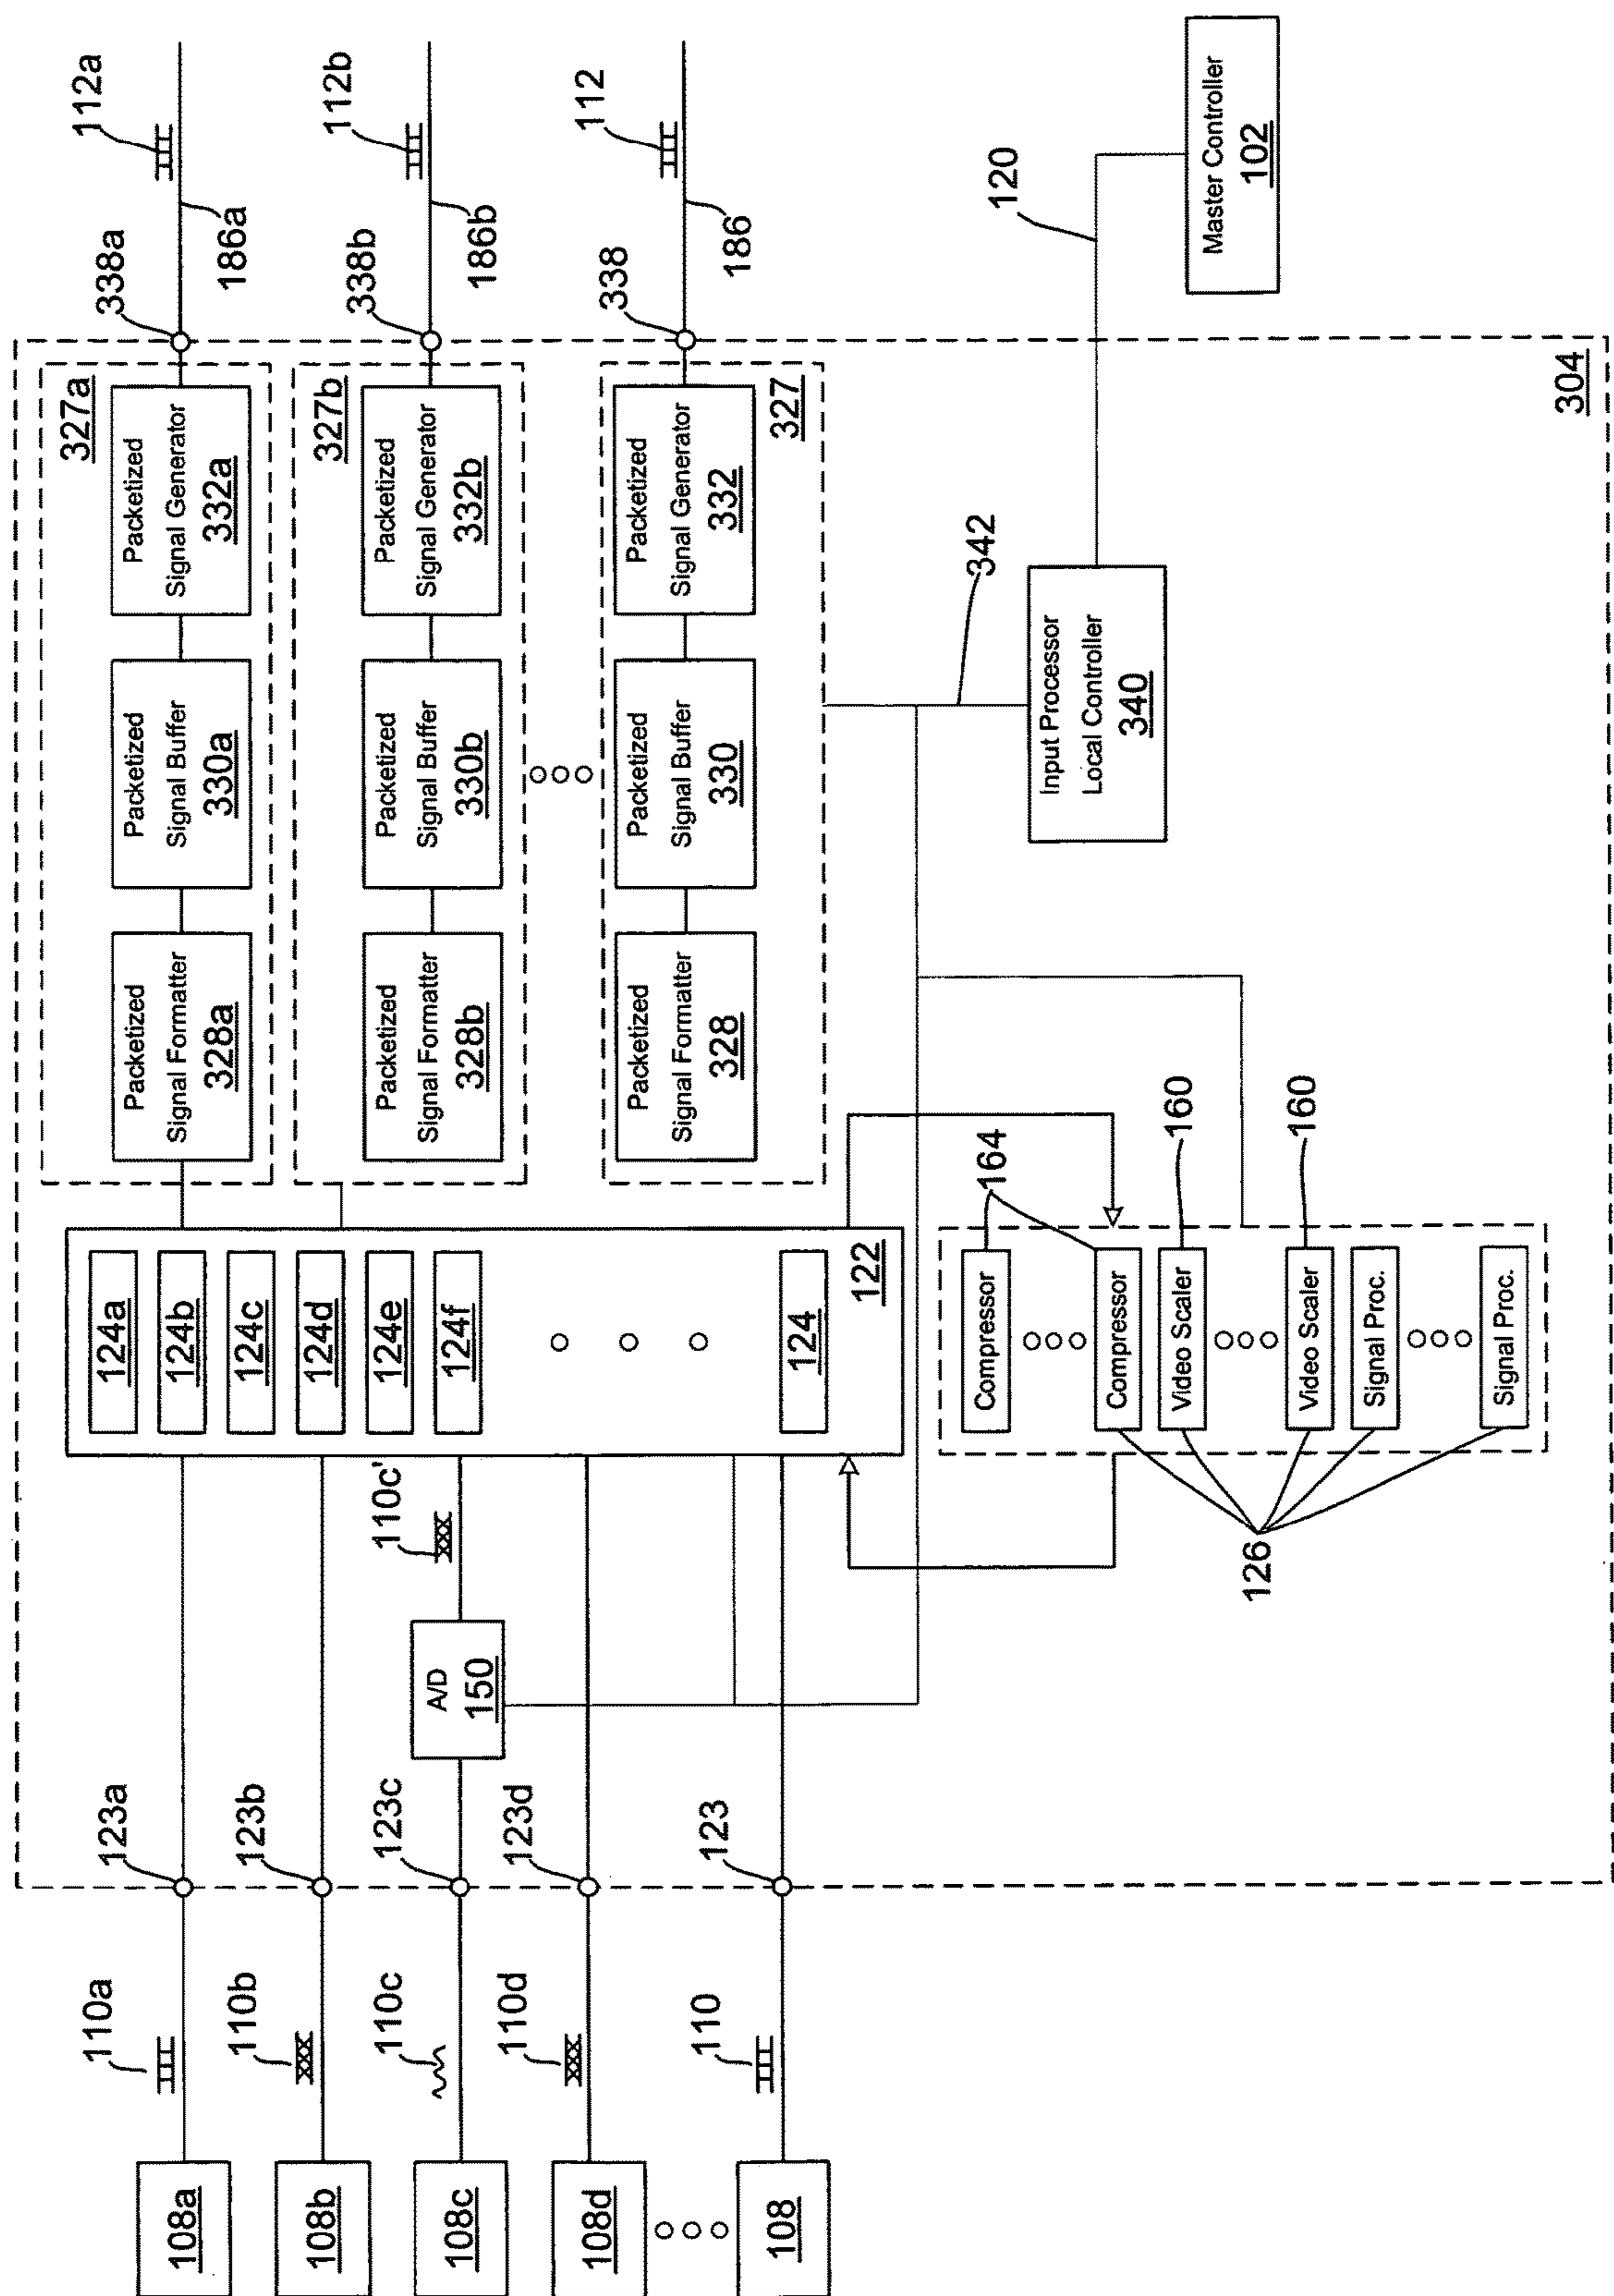 108a
108b
108c
108d
108
110a
110b
110c
110d
110
123a
123b
123c
123d
123
A/D
150
110c'
124a
124b
124c
124d
124e
124f
124
122
Compressor
Compressor
Video Scaler
Video Scaler
Signal Proc.
Signal Proc.
164
160
160
126
327a
Packetized
Signal Formatter
328a
Packetized
Signal Buffer
330a
Packetized
Signal Generator
332a
327b
Packetized
Signal Formatter
328b
Packetized
Signal Buffer
330b
Packetized
Signal Generator
332b
327
Packetized
Signal Formatter
328
Packetized
Signal Buffer
330
Packetized
Signal Generator
332
338a
338b
338
112a
112b
112
186a
186b
186
342
Input Processor
Local Controller
340
120
Master Controller
102
304